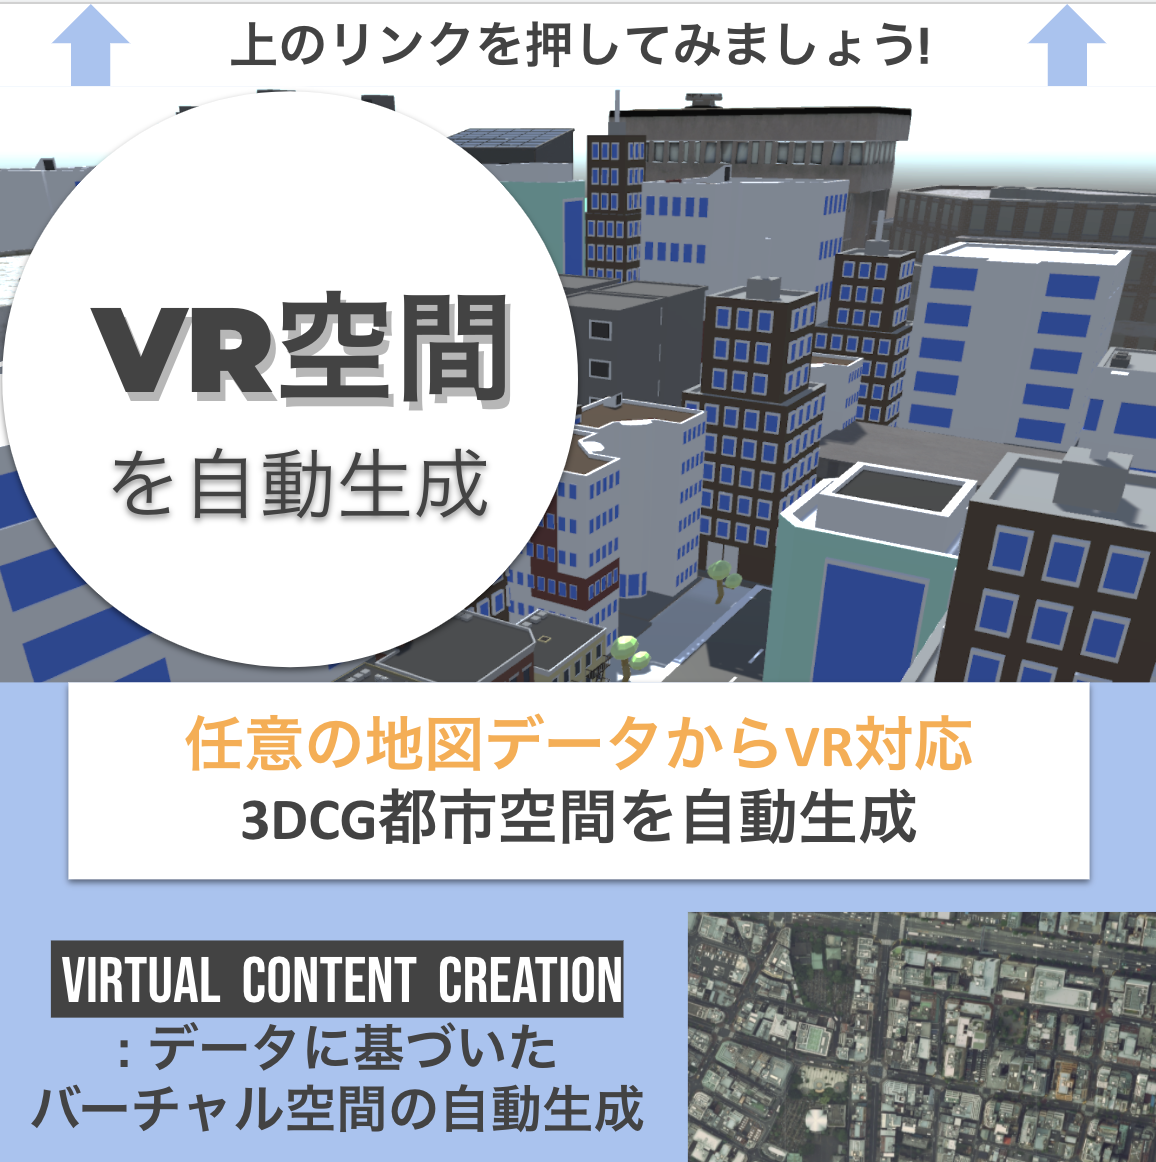 上のリンクを押してみましょう!
VR空間
を自動生成
任意の地図データからVR対応
3DCG都市空間を自動生成
VIRTUAL CONTENT CREATION
: データに基づいた
バーチャル空間の自動生成